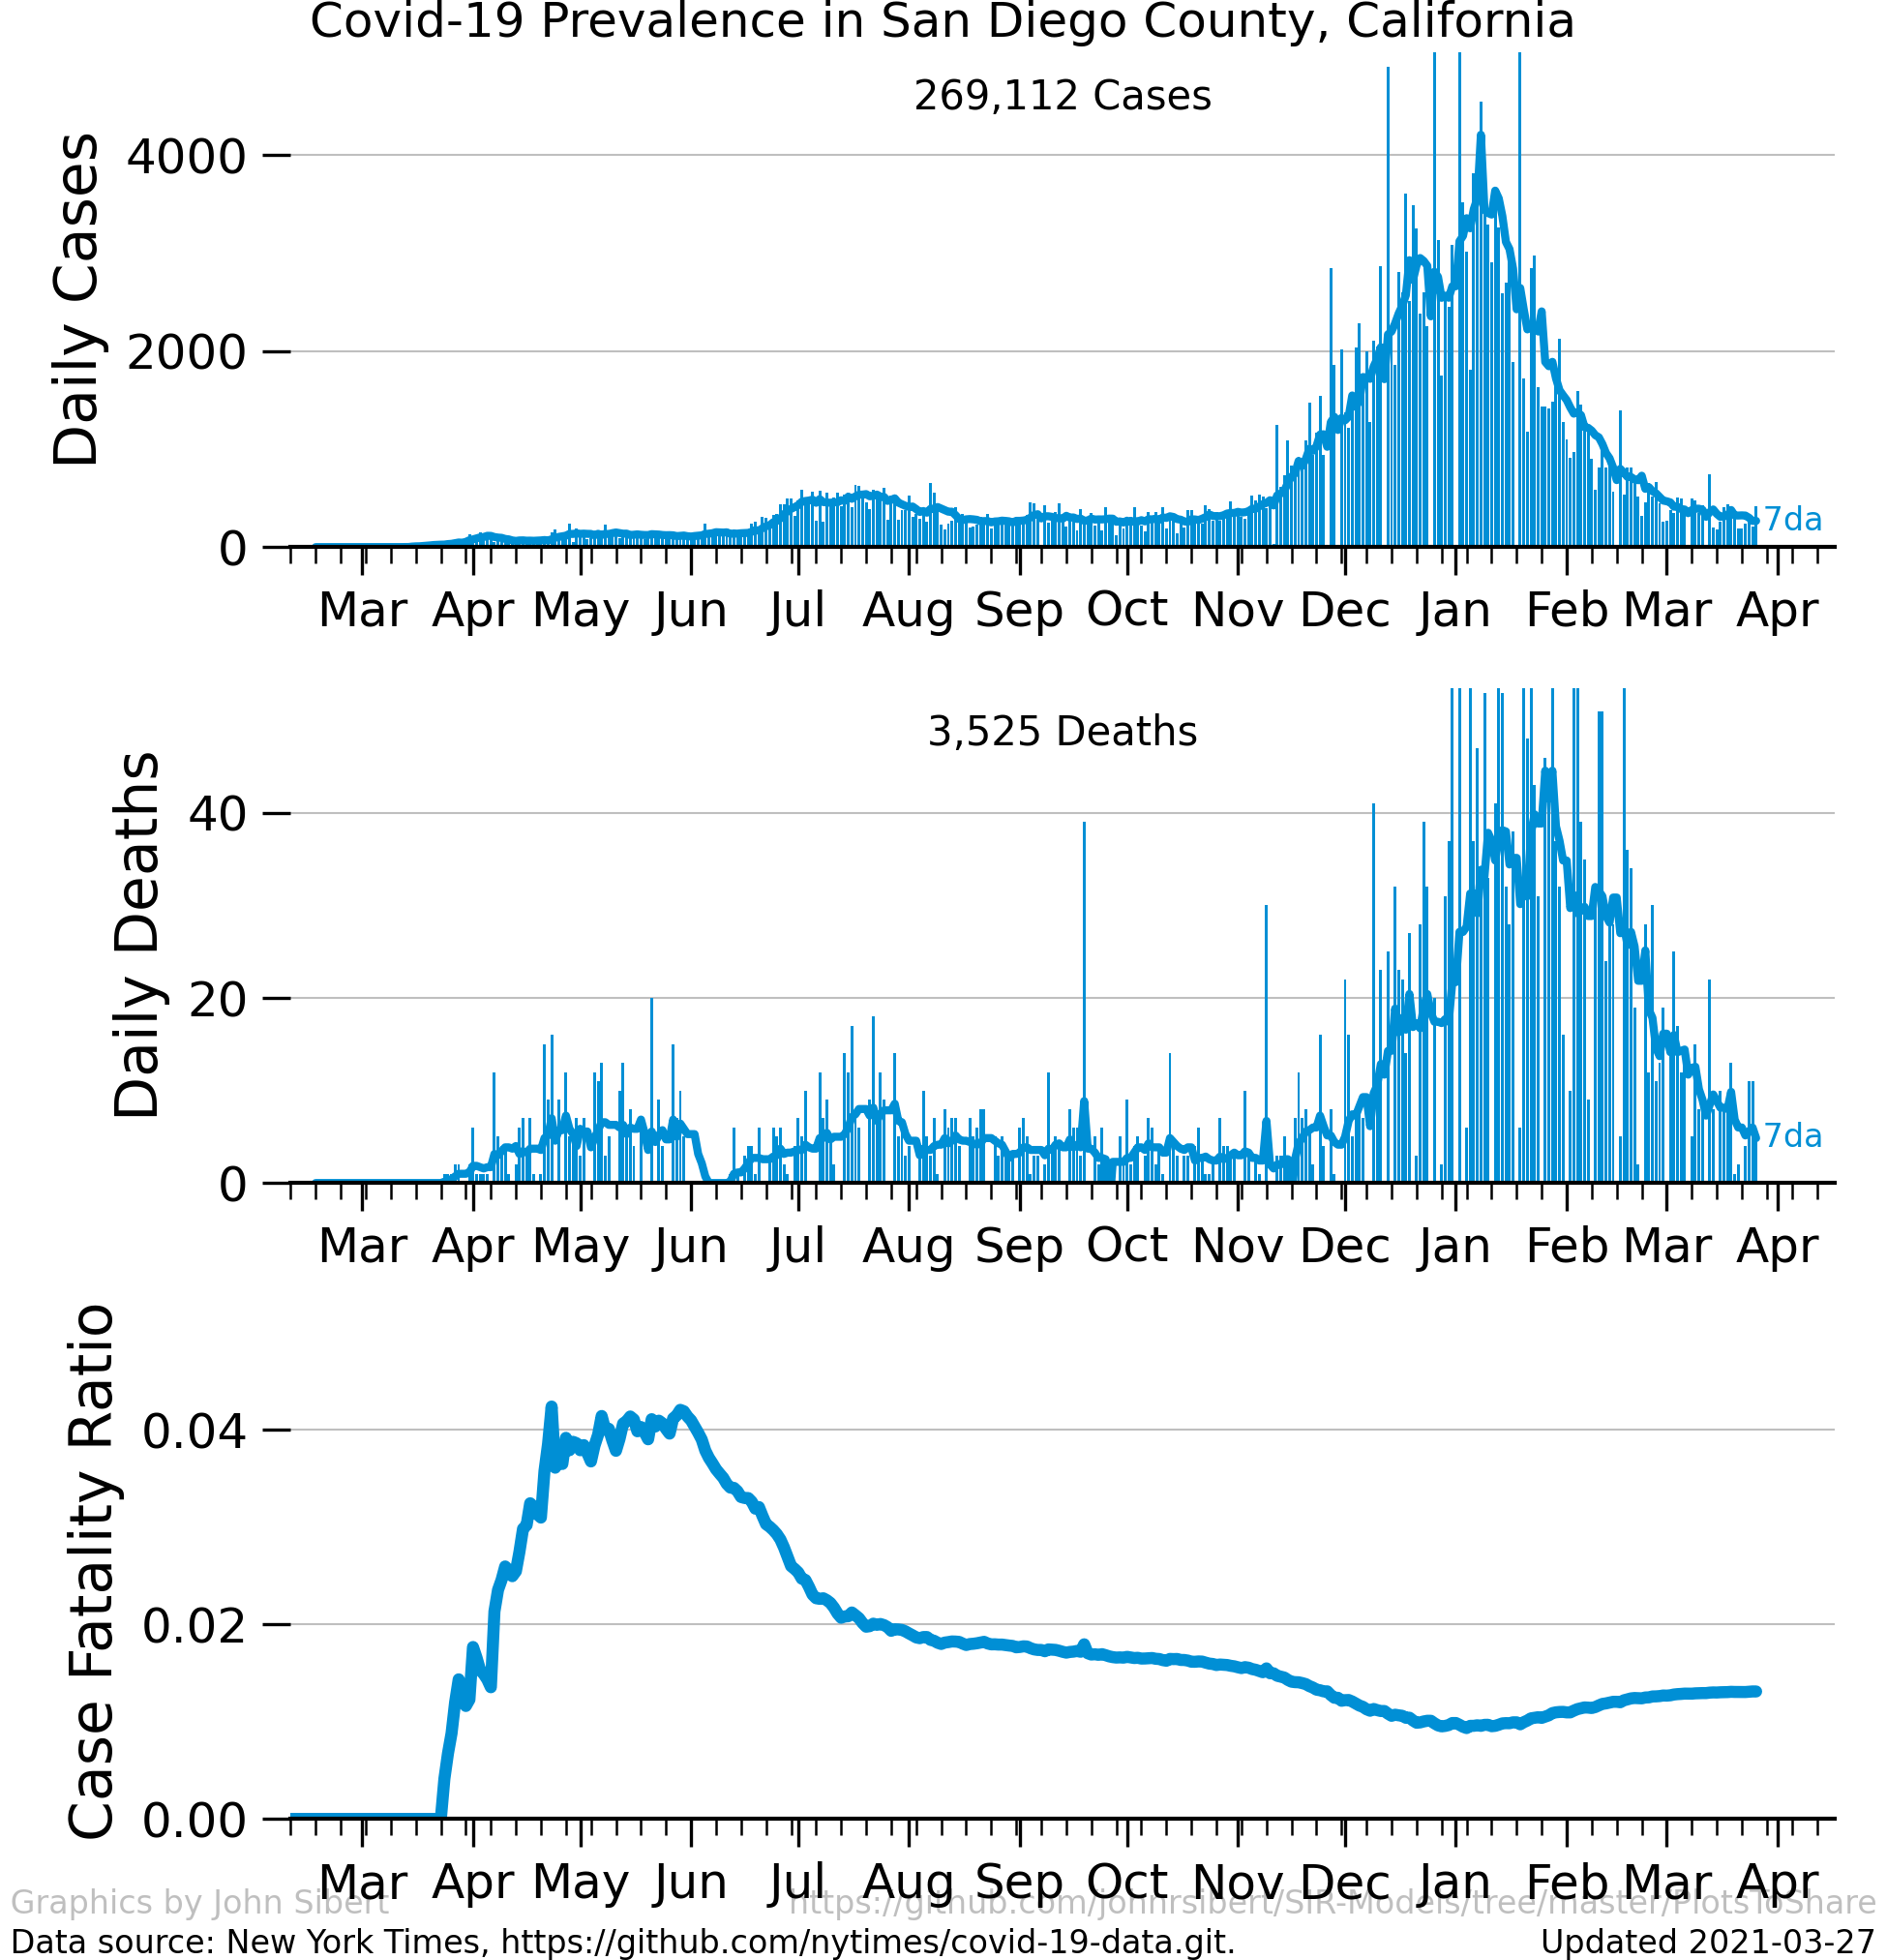 Covid-19 Prevalence in San Diego County, California
269,112 Cases
Daily Cases
4000
2000
0
7da
Mar Apr May Jun Jul Aug Sep Oct Nov Dec Jan Feb Mar Apr
3,525 Deaths
Daily Deaths
40
20
0
7da
Mar Apr May Jun Jul Aug Sep Oct Nov Dec Jan Feb Mar Apr
Case Fatality Ratio
0.04
0.02
0.00
Mar Apr May Jun Jul Aug Sep Oct Nov Dec Jan Feb Mar Apr
Graphics by John Sibert https://github.com/johnrsibert/SIR-Models/tree/master/PlotsToShare
Data source: New York Times, https://github.com/nytimes/covid-19-data.git. Updated 2021-03-27